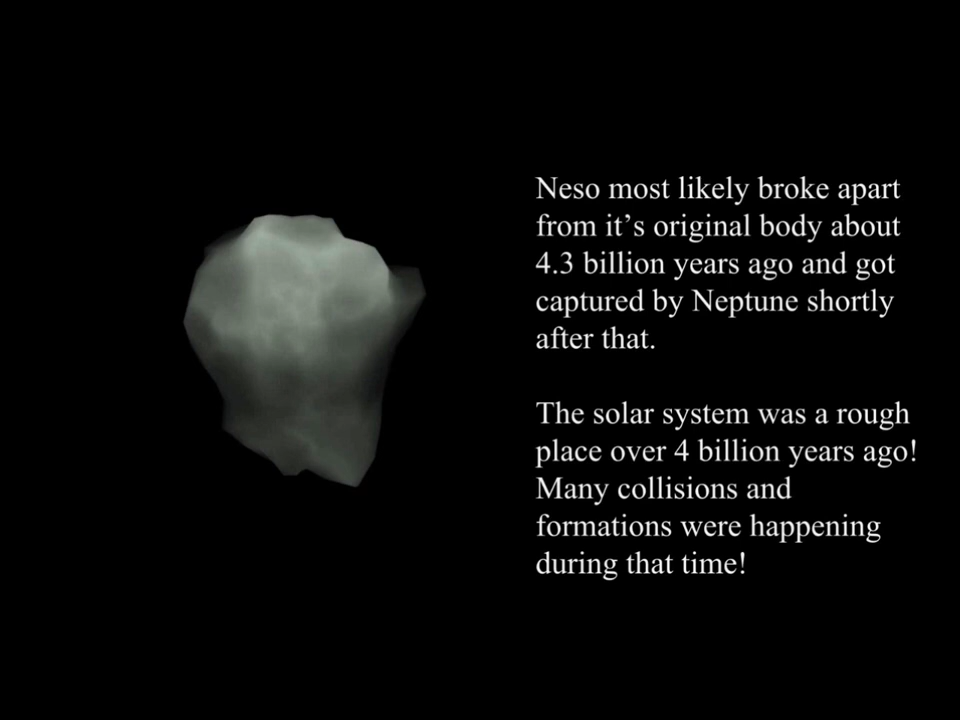 Neso most likely broke apart
from it’s original body about
4.3 billion years ago and got
captured by Neptune shortly
after that.
The solar system was a rough
place over 4 billion years ago!
Many collisions and
formations were happening
during that time!